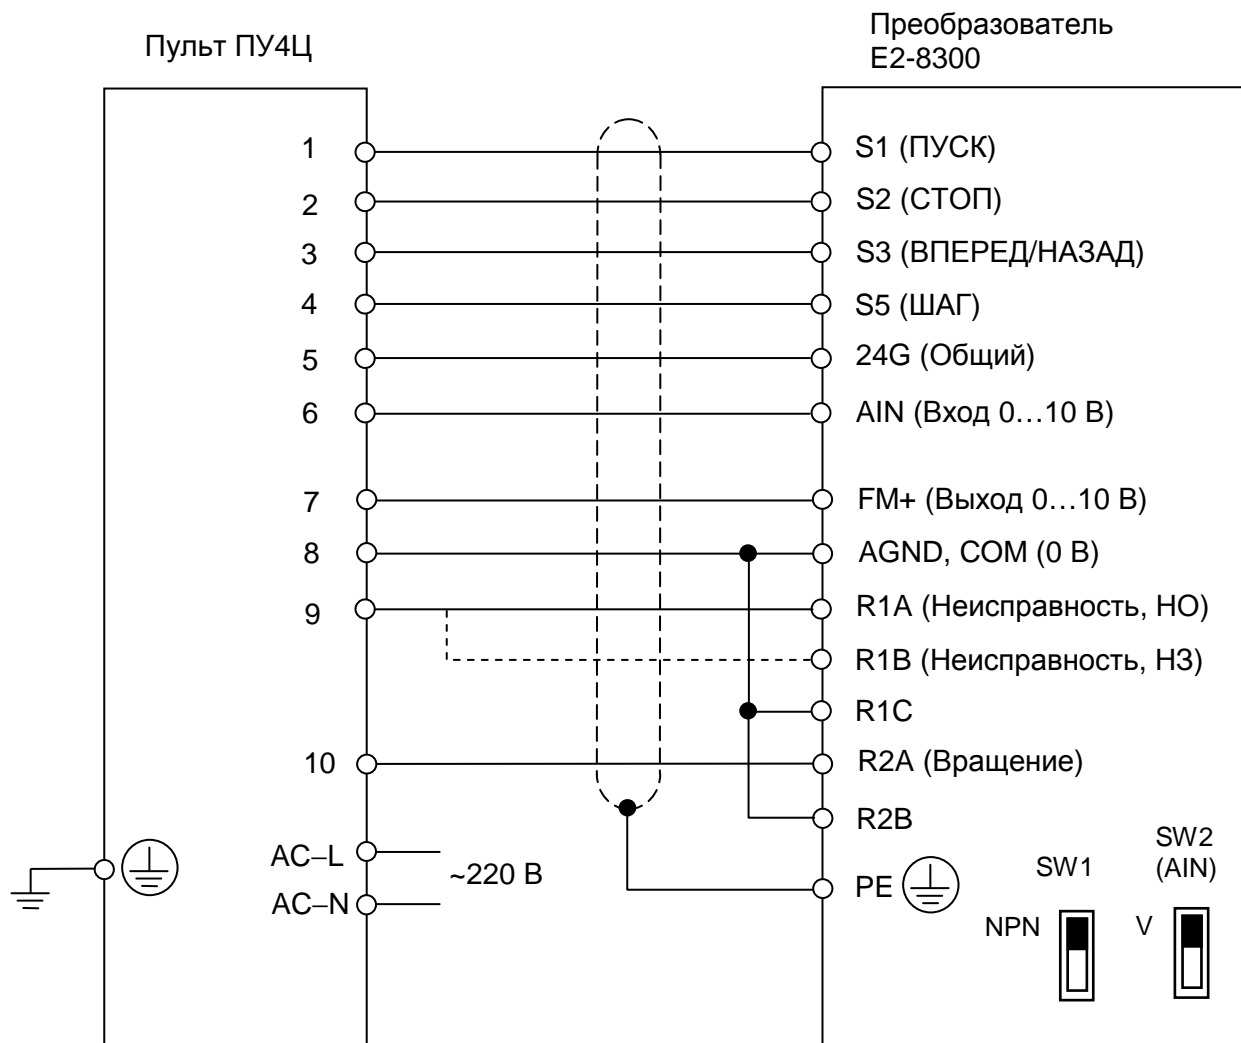 Пульт ПУ4Ц
Преобразователь
E2-8300
1
S1 (ПУСК)
2
S2 (СТОП)
3
S3 (ВПЕРЕД/НАЗАД)
4
S5 (ШАГ)
5
24G (Общий)
6
AIN (Вход 0…10 В)
7
FM+ (Выход 0…10 В)
8
AGND, COM (0 В)
9
R1A (Неисправность, НО)
R1B (Неисправность, НЗ)
R1C
10
R2A (Вращение)
R2B
AC–L
~220 В
AC–N
PE
SW1
SW2
(AIN)
NPN
V